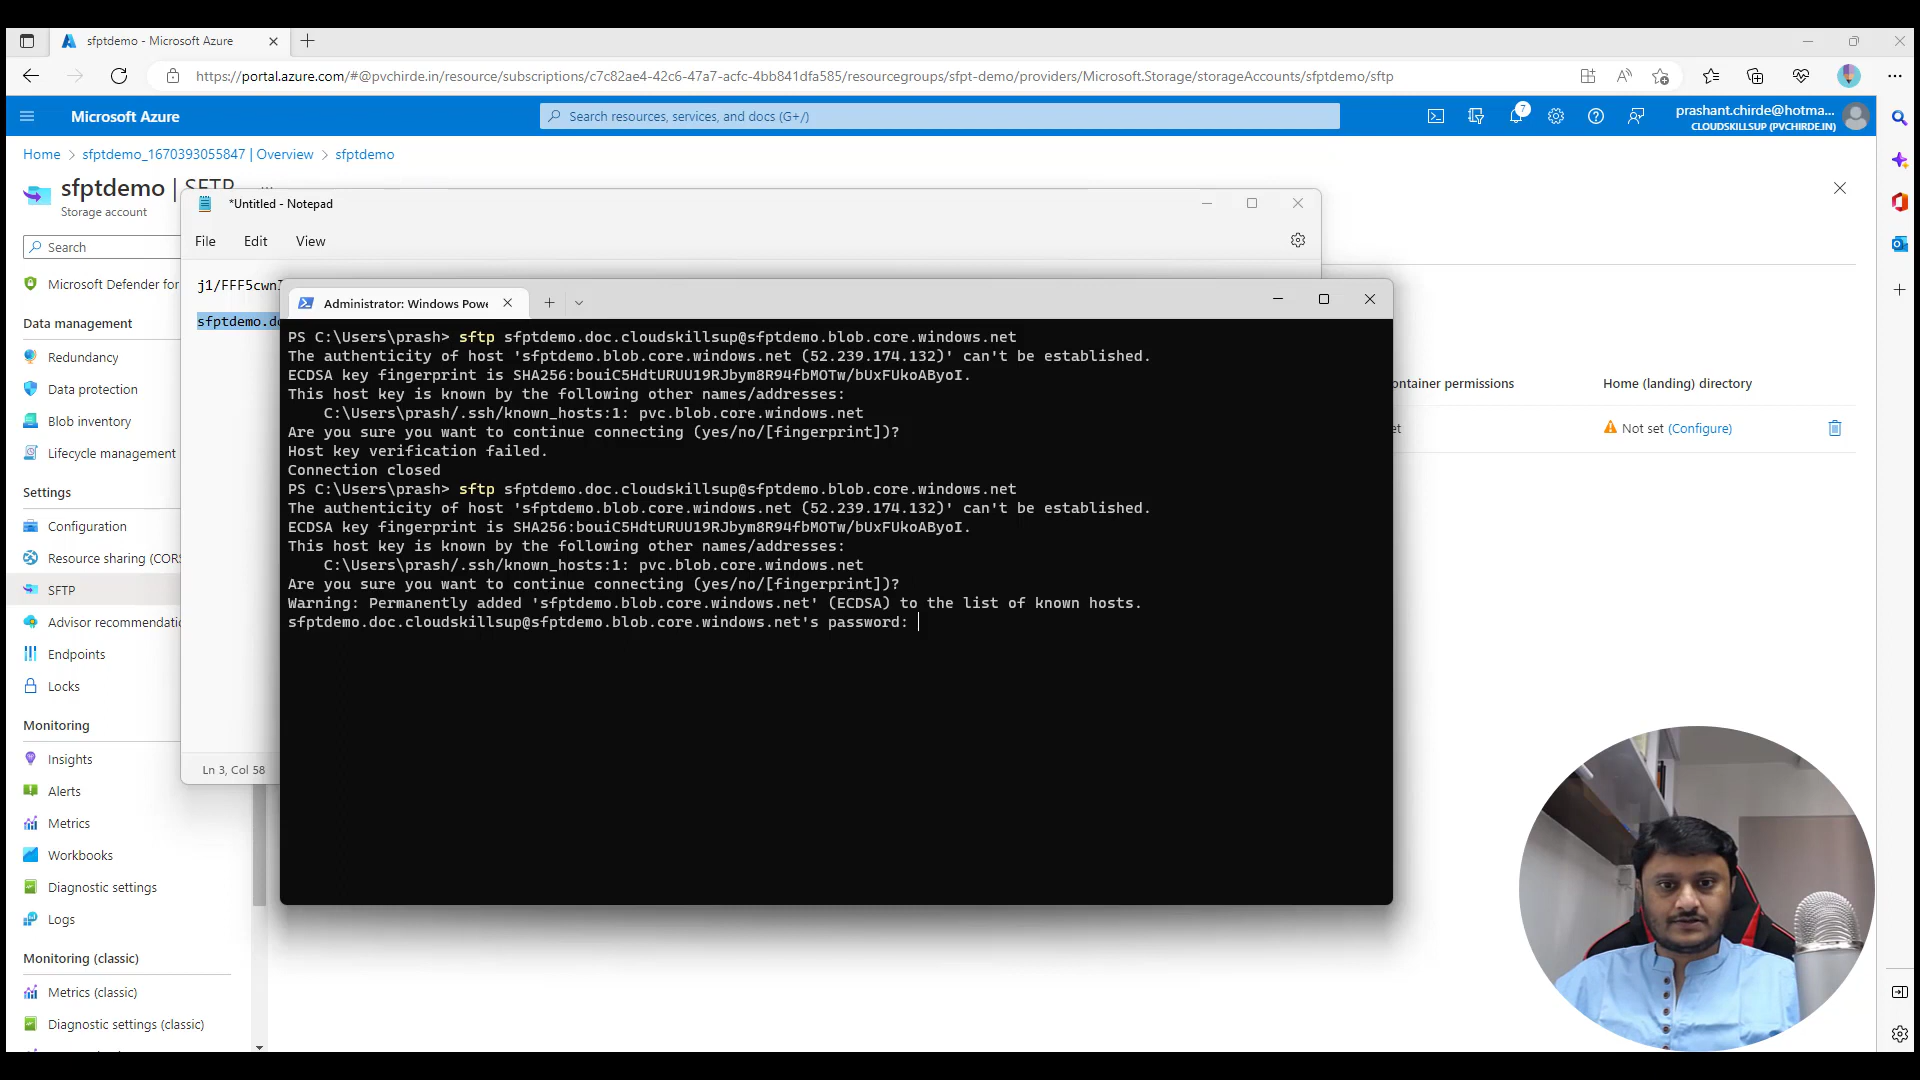 sfptdemo - Microsoft Azure
https://portal.azure.com/#@pvchirde.in/resource/subscriptions/c7c82ae4-42c6-47a7-acfc-4bb841dfa585/resourcegroups/sfpt-demo/providers/Microsoft.Storage/storageAccounts/sfptdemo/sftp
Microsoft Azure
Search resources, services, and docs (G+/)
7
prashant.chirde@hotma...
CLOUDSKILLSUP (PVCHIRDE.IN)
Home > sfptdemo_1670393055847 | Overview > sfptdemo
sfptdemo | SFTP
Storage account
Search
Microsoft Defender for
Data management
Redundancy
Data protection
Blob inventory
Lifecycle management
Settings
Configuration
Resource sharing (CORS
SFTP
Advisor recommendatio
Endpoints
Locks
Monitoring
Insights
Alerts
Metrics
Workbooks
Diagnostic settings
Logs
Monitoring (classic)
Metrics (classic)
Diagnostic settings (classic)
*Untitled - Notepad
File Edit View
sfptdemo.do
Ln 3, Col 58
Administrator: Windows Powe
PS C:\Users\prash> sftp sfptdemo.doc.cloudskillsup@sfptdemo.blob.core.windows.net
The authenticity of host 'sfptdemo.blob.core.windows.net (52.239.174.132)' can't be established.
ECDSA key fingerprint is SHA256:bouiC5HdtURUU19RJbym8R94fbMOTw/bUxFUkoAByoI.
This host key is known by the following other names/addresses:
C:\Users\prash/.ssh/known_hosts:1: pvc.blob.core.windows.net
Are you sure you want to continue connecting (yes/no/[fingerprint])?
Host key verification failed.
Connection closed
PS C:\Users\prash> sftp sfptdemo.doc.cloudskillsup@sfptdemo.blob.core.windows.net
The authenticity of host 'sfptdemo.blob.core.windows.net (52.239.174.132)' can't be established.
ECDSA key fingerprint is SHA256:bouiC5HdtURUU19RJbym8R94fbMOTw/bUxFUkoAByoI.
This host key is known by the following other names/addresses:
C:\Users\prash/.ssh/known_hosts:1: pvc.blob.core.windows.net
Are you sure you want to continue connecting (yes/no/[fingerprint])?
Warning: Permanently added 'sfptdemo.blob.core.windows.net' (ECDSA) to the list of known hosts.
sfptdemo.doc.cloudskillsup@sfptdemo.blob.core.windows.net's password:
ontainer permissions Home (landing) directory
et Not set (Configure)